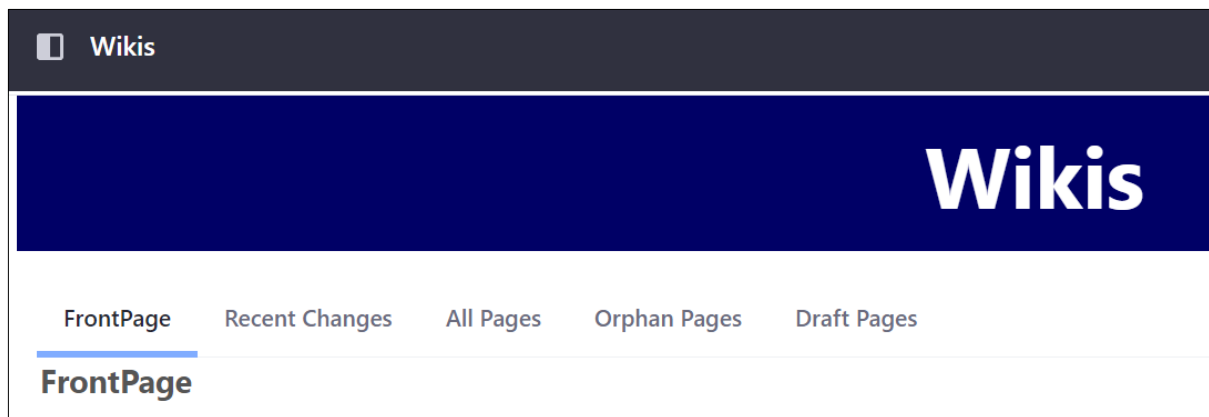 Wikis
Wikis
FrontPage Recent Changes All Pages Orphan Pages Draft Pages
FrontPage